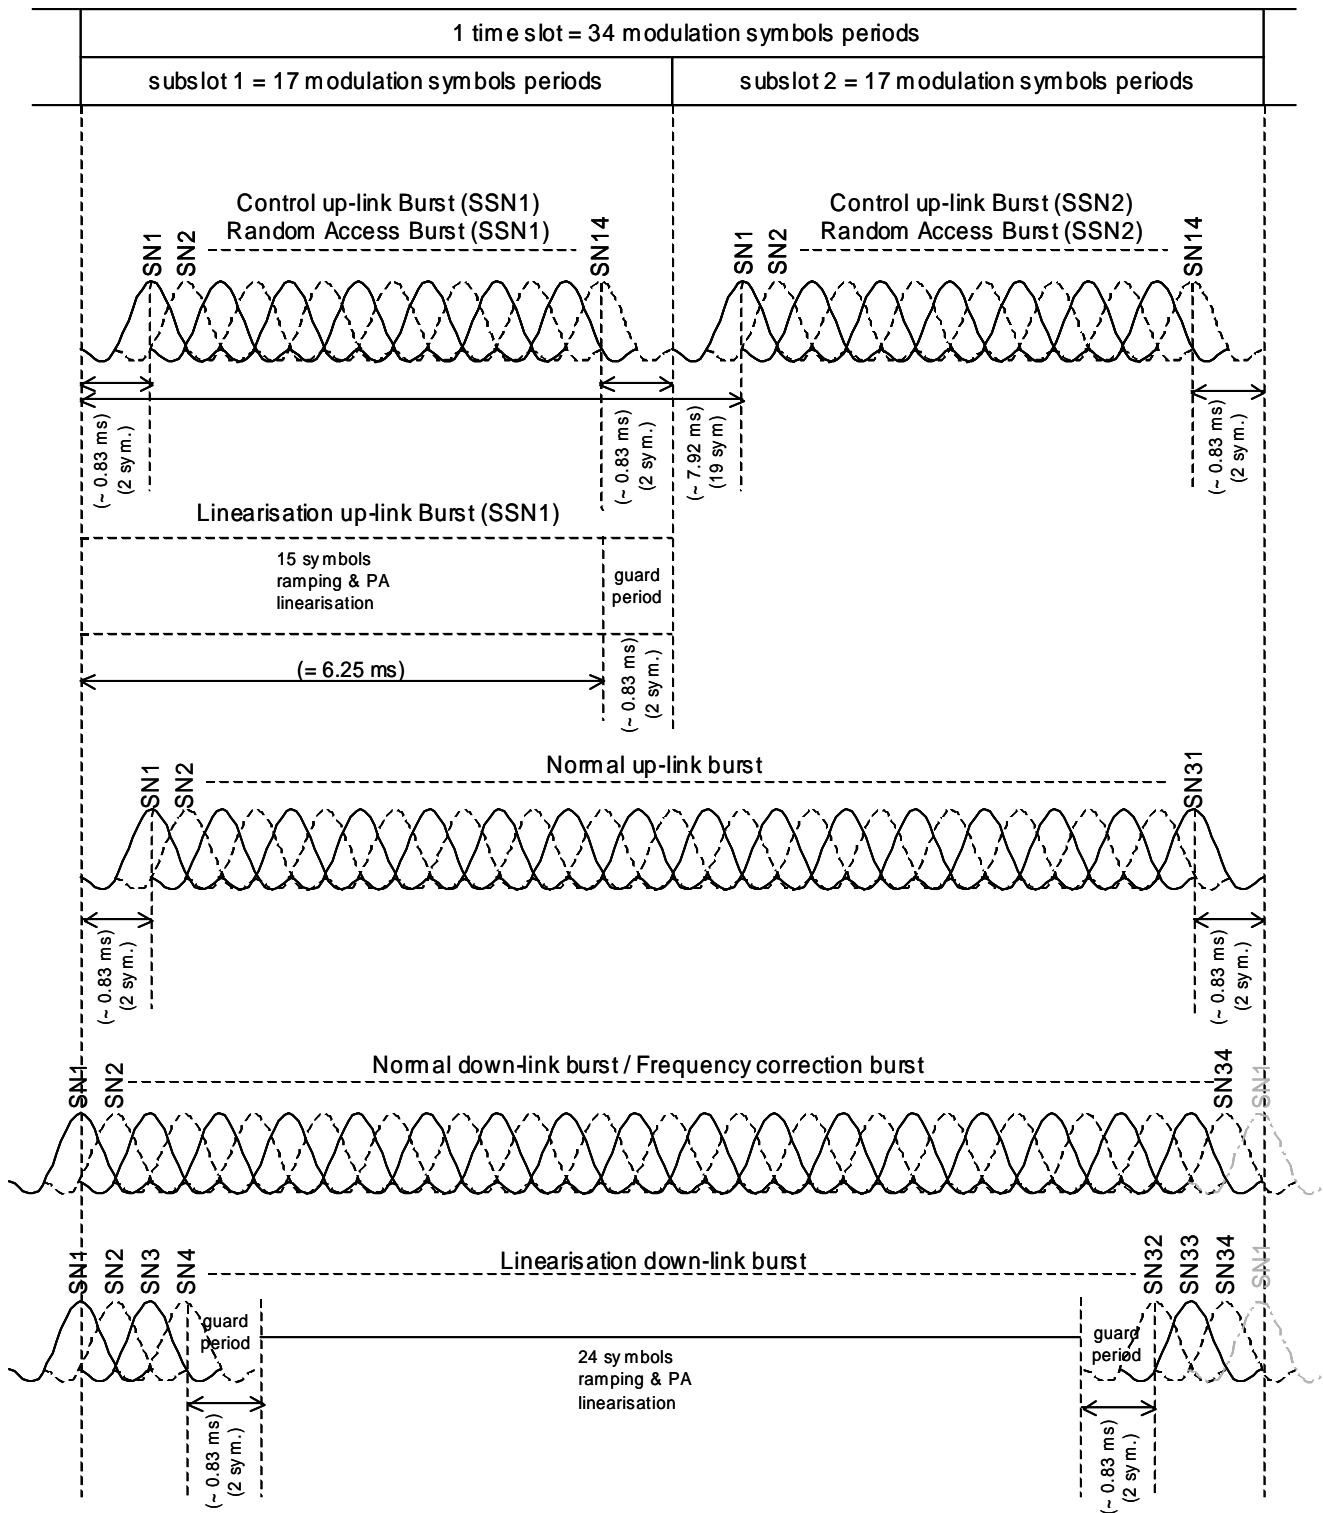 1 time slot = 34 modulation symbols periods
subslot 1 = 17 modulation symbols periods
subslot 2 = 17 modulation symbols periods
Control up-link Burst (SSN1)
Random Access Burst (SSN1)
SN1
SN2
SN14
Control up-link Burst (SSN2)
Random Access Burst (SSN2)
SN1
SN2
SN14
(~ 0.83 ms)
(2 sym.)
(~ 0.83 ms)
(2 sym.)
(~ 7.92 ms)
(19 sym)
(~ 0.83 ms)
(2 sym.)
Linearisation up-link Burst (SSN1)
15 symbols
ramping & PA
linearisation
guard
period
(= 6.25 ms)
(~ 0.83 ms)
(2 sym.)
Normal up-link burst
SN1
SN2
SN31
(~ 0.83 ms)
(2 sym.)
(~ 0.83 ms)
(2 sym.)
Normal down-link burst / Frequency correction burst
SN1
SN2
SN34
SN1
Linearisation down-link burst
SN1
SN2
SN3
SN4
SN32
SN33
SN34
SN1
guard
period
24 symbols
ramping & PA
linearisation
guard
period
(~ 0.83 ms)
(2 sym.)
(~ 0.83 ms)
(2 sym.)